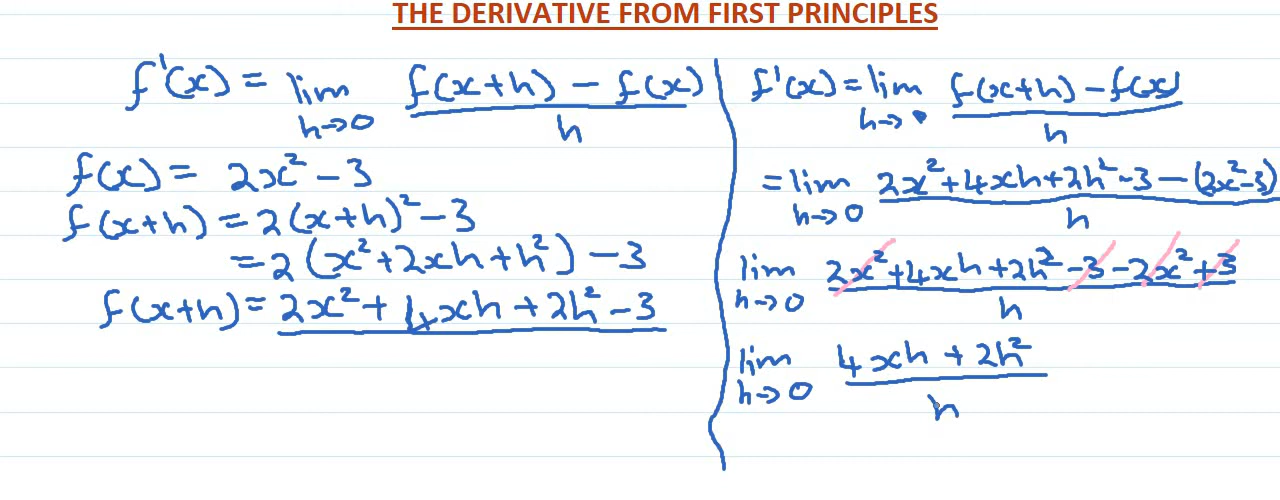 THE DERIVATIVE FROM FIRST PRINCIPLES
f'(x) = lim h→0 f(x+h) − f(x) / h
f(x) = 2x² − 3
f(x+h) = 2(x+h)² − 3
= 2(x² + 2xh + h²) − 3
f(x+h) = 2x² + 4xh + 2h² − 3
f'(x) = lim h→0 f(x+h) − f(x) / h
= lim h→0 2x² + 4xh + 2h² − 3 − (2x² − 3) / h
lim h→0 2x² + 4xh + 2h² − 3 − 2x² + 3 / h
lim h→0 4xh + 2h² / h